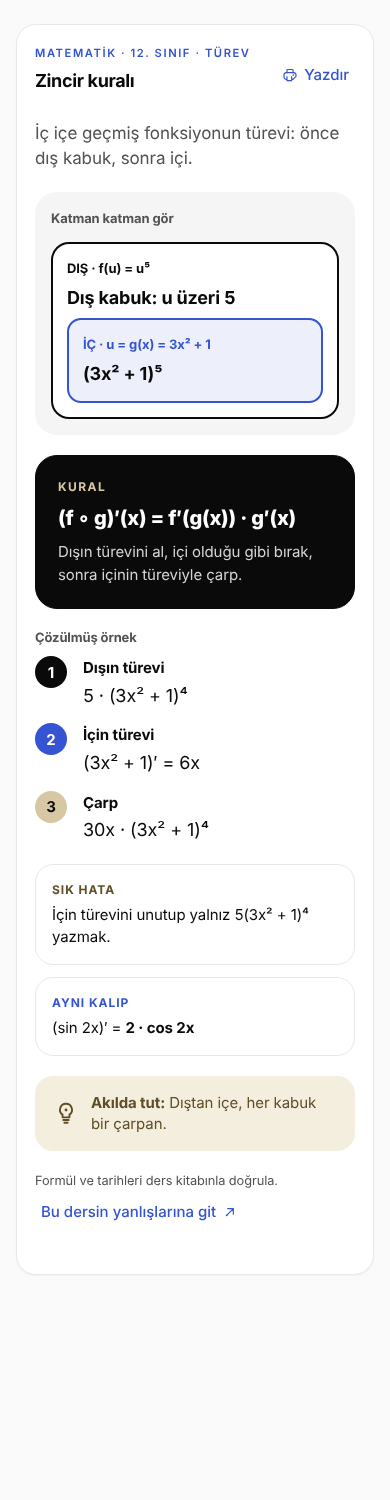 MATEMATİK · 12. SINIF · TÜREV
Zincir kuralı
Yazdır
İç içe geçmiş fonksiyonun türevi: önce
dış kabuk, sonra içi.
Katman katman gör
DIŞ · f(u) = u⁵
Dış kabuk: u üzeri 5
İÇ · u = g(x) = 3x² + 1
(3x² + 1)⁵
KURAL
(f ∘ g)′(x) = f′(g(x)) · g′(x)
Dışın türevini al, içi olduğu gibi bırak,
sonra içinin türeviyle çarp.
Çözülmüş örnek
1
Dışın türevi
5 · (3x² + 1)⁴
2
İçin türevi
(3x² + 1)′ = 6x
3
Çarp
30x · (3x² + 1)⁴
SIK HATA
İçin türevini unutup yalnız 5(3x² + 1)⁴
yazmak.
AYNI KALIP
(sin 2x)′ = 2 · cos 2x
Akılda tut: Dıştan içe, her kabuk
bir çarpan.
Formül ve tarihleri ders kitabınla doğrula.
Bu dersin yanlışlarına git ↗